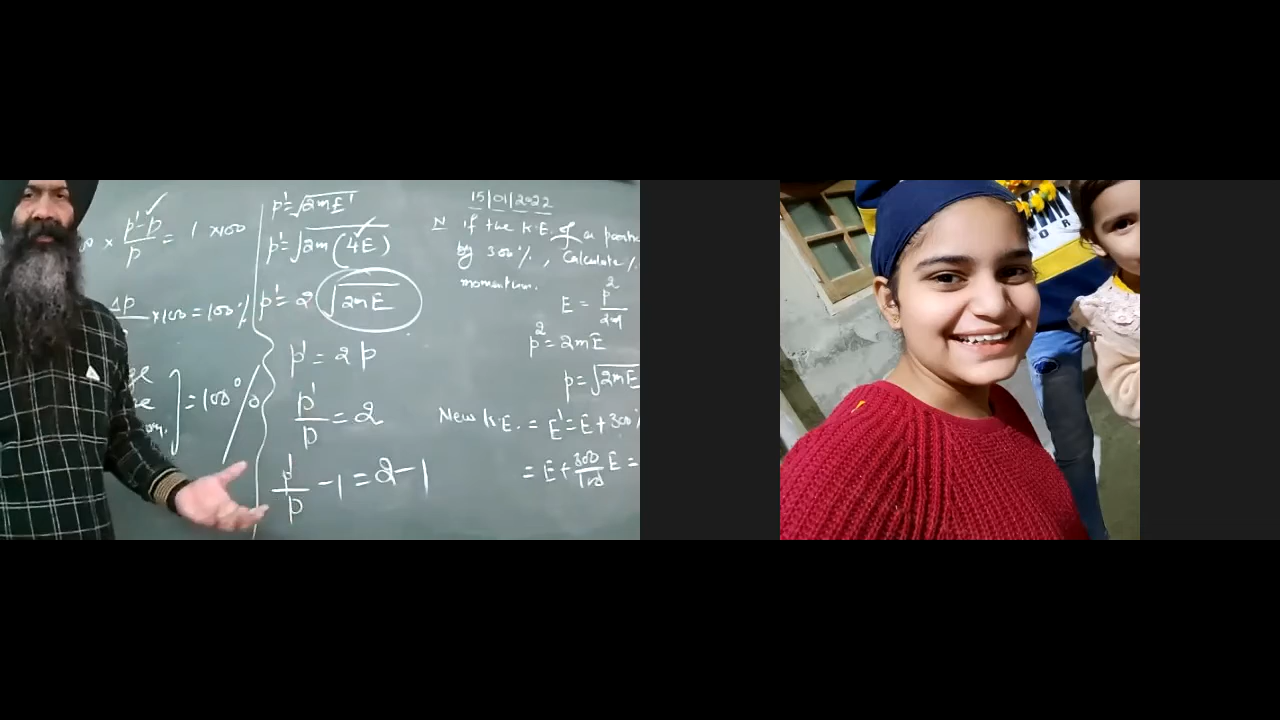 15|01|2022
N If the K.E. of a
by 300%, Calculate %
momentum.
E = p²/2m
p² = 2mE
p = √2mE
New K.E. = E' = E + 300%
= E + 300/100 E =
p' = √2mE'
p' = √2m(4E)
p' = 2 √2mE
p' = 2p
p'/p = 2
p'/p - 1 = 2 - 1
× p'-p/p = 1 × 100
Δp × 100 = 100%
= 100%